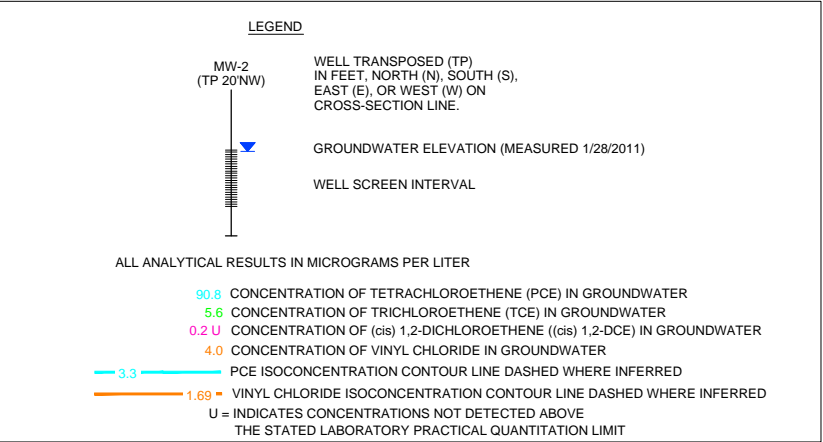 LEGEND
MW-2
(TP 20'NW)
WELL TRANSPOSED (TP)
IN FEET, NORTH (N), SOUTH (S),
EAST (E), OR WEST (W) ON
CROSS-SECTION LINE.
GROUNDWATER ELEVATION (MEASURED 1/28/2011)
WELL SCREEN INTERVAL
ALL ANALYTICAL RESULTS IN MICROGRAMS PER LITER
90.8 CONCENTRATION OF TETRACHLOROETHENE (PCE) IN GROUNDWATER
5.6 CONCENTRATION OF TRICHLOROETHENE (TCE) IN GROUNDWATER
0.2 U CONCENTRATION OF (cis) 1,2-DICHLOROETHENE ((cis) 1,2-DCE) IN GROUNDWATER
4.0 CONCENTRATION OF VINYL CHLORIDE IN GROUNDWATER
3.3 PCE ISOCONCENTRATION CONTOUR LINE DASHED WHERE INFERRED
1.69 VINYL CHLORIDE ISOCONCENTRATION CONTOUR LINE DASHED WHERE INFERRED
U = INDICATES CONCENTRATIONS NOT DETECTED ABOVE
THE STATED LABORATORY PRACTICAL QUANTITATION LIMIT